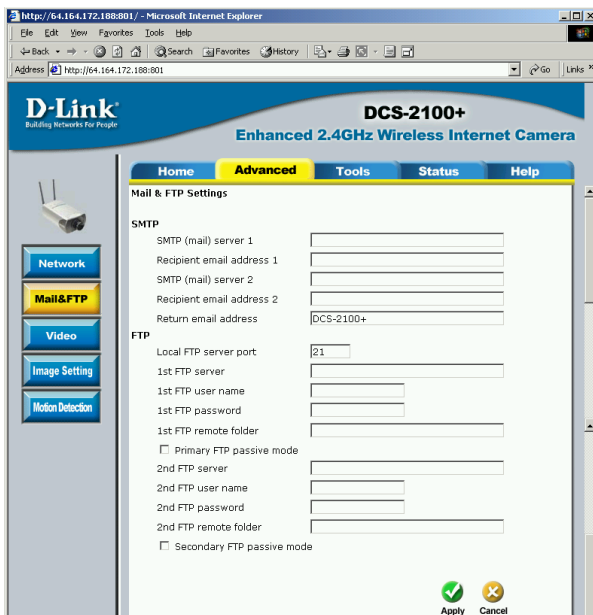 http://64.164.172.188:801/ - Microsoft Internet Explorer
File Edit View Favorites Tools Help
Back Search Favorites History
Address http://64.164.172.188:801 Go Links
D-Link
Building Networks For People
DCS-2100+
Enhanced 2.4GHz Wireless Internet Camera
Home Advanced Tools Status Help
Mail & FTP Settings
SMTP
SMTP (mail) server 1
Recipient email address 1
SMTP (mail) server 2
Recipient email address 2
Return email address DCS-2100+
FTP
Local FTP server port 21
1st FTP server
1st FTP user name
1st FTP password
1st FTP remote folder
Primary FTP passive mode
2nd FTP server
2nd FTP user name
2nd FTP password
2nd FTP remote folder
Secondary FTP passive mode
Apply Cancel
Network
Mail&FTP
Video
Image Setting
Motion Detection